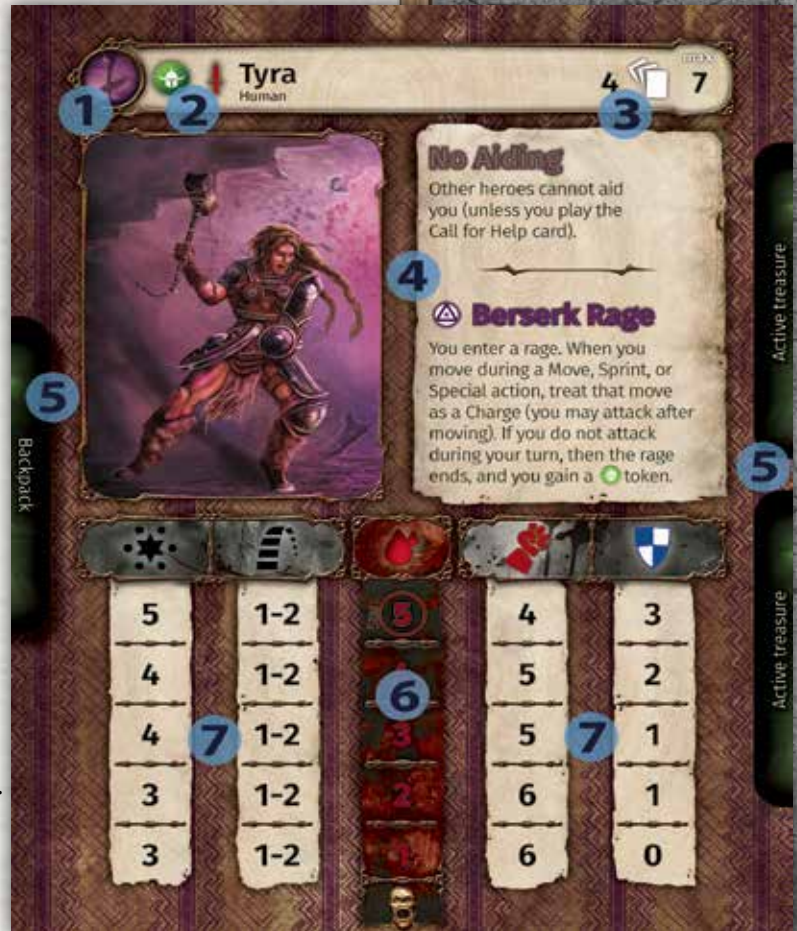 1
2
Tyra
Human
4
max
7
3
No Aiding
Other heroes cannot aid
you (unless you play the
Call for Help card).
4
Berserk Rage
You enter a rage. When you
move during a Move, Sprint, or
Special action, treat that move
as a Charge (you may attack after
moving). If you do not attack
during your turn, then the rage
ends, and you gain a token.
5
Backpack
Active treasure
5
Active treasure
5 1-2 5 4 3
4 1-2 5 2
6
4 1-2 3 5 1
7 7
3 1-2 2 6 1
3 1-2 1 6 0